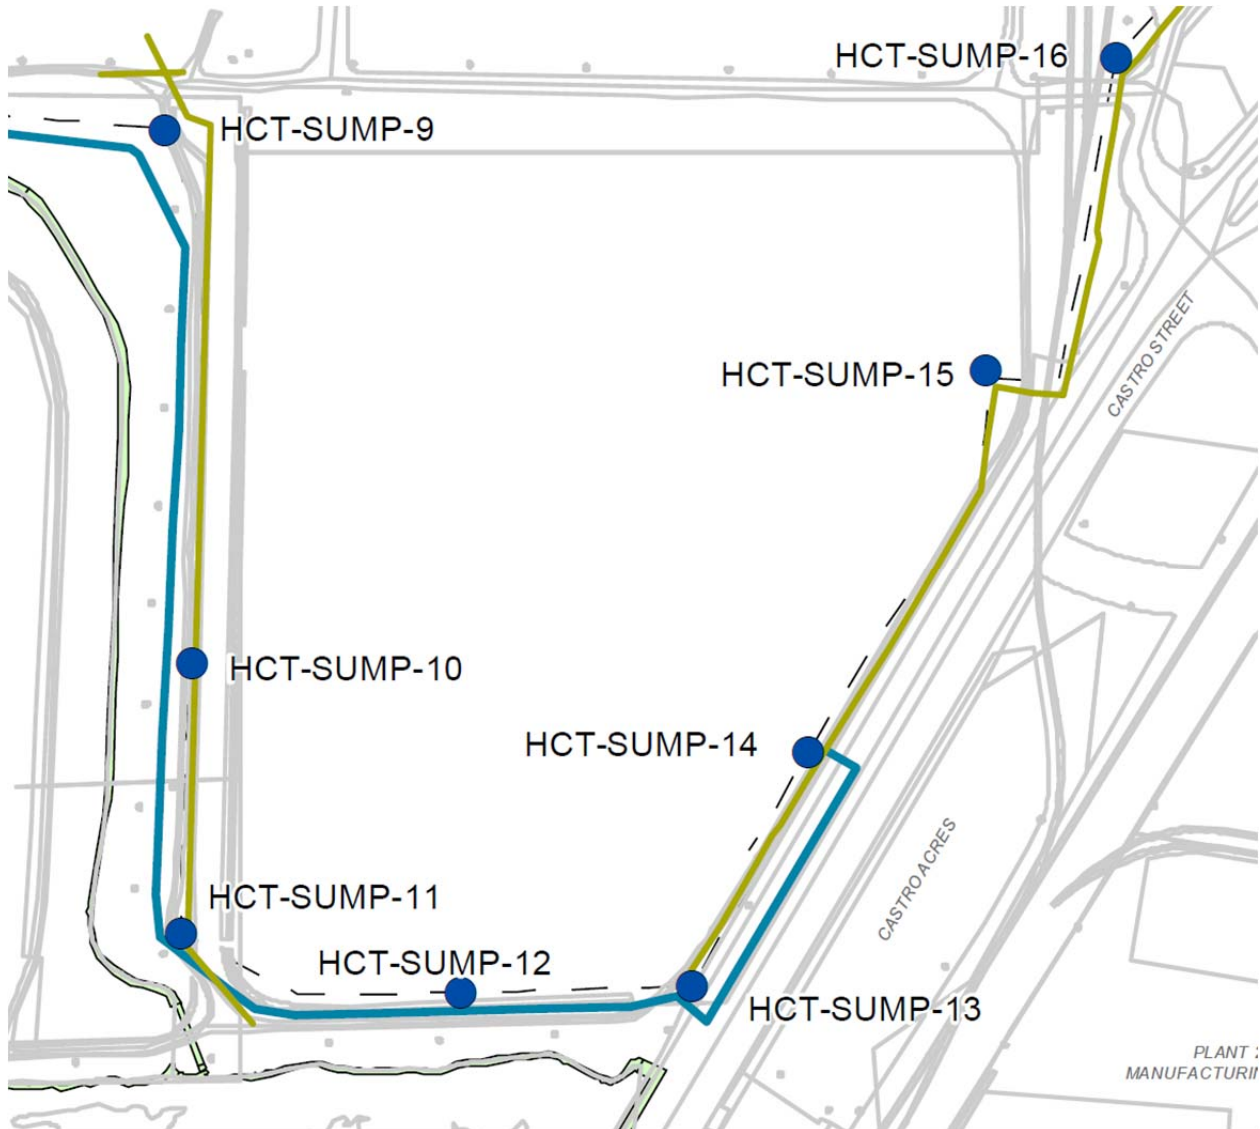 HCT-SUMP-16
HCT-SUMP-9
CASTRO STREET
HCT-SUMP-15
HCT-SUMP-10
HCT-SUMP-14
CASTRO ACRES
HCT-SUMP-11
HCT-SUMP-12
HCT-SUMP-13
PLANT
MANUFACTURIN